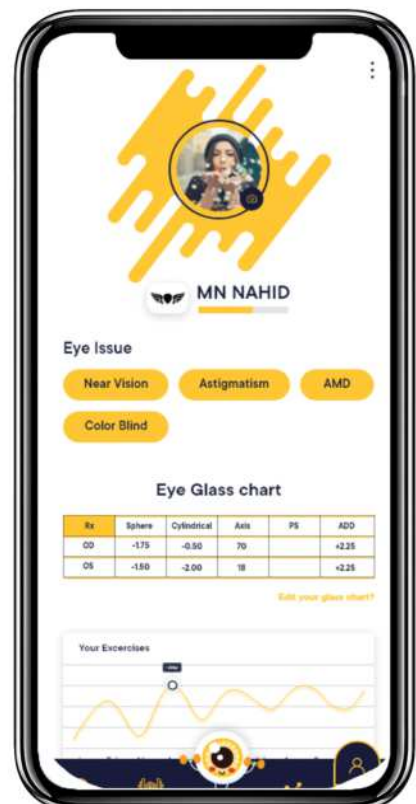 MN NAHID
Eye Issue
Near Vision Astigmatism AMD
Color Blind
Eye Glass chart
Rx Sphere Cylindrical Axis PS ADD
OD -1.75 -0.50 70 +2.25
OS -1.50 -2.00 18 +2.25
Edit your glass chart?
Your Excercises